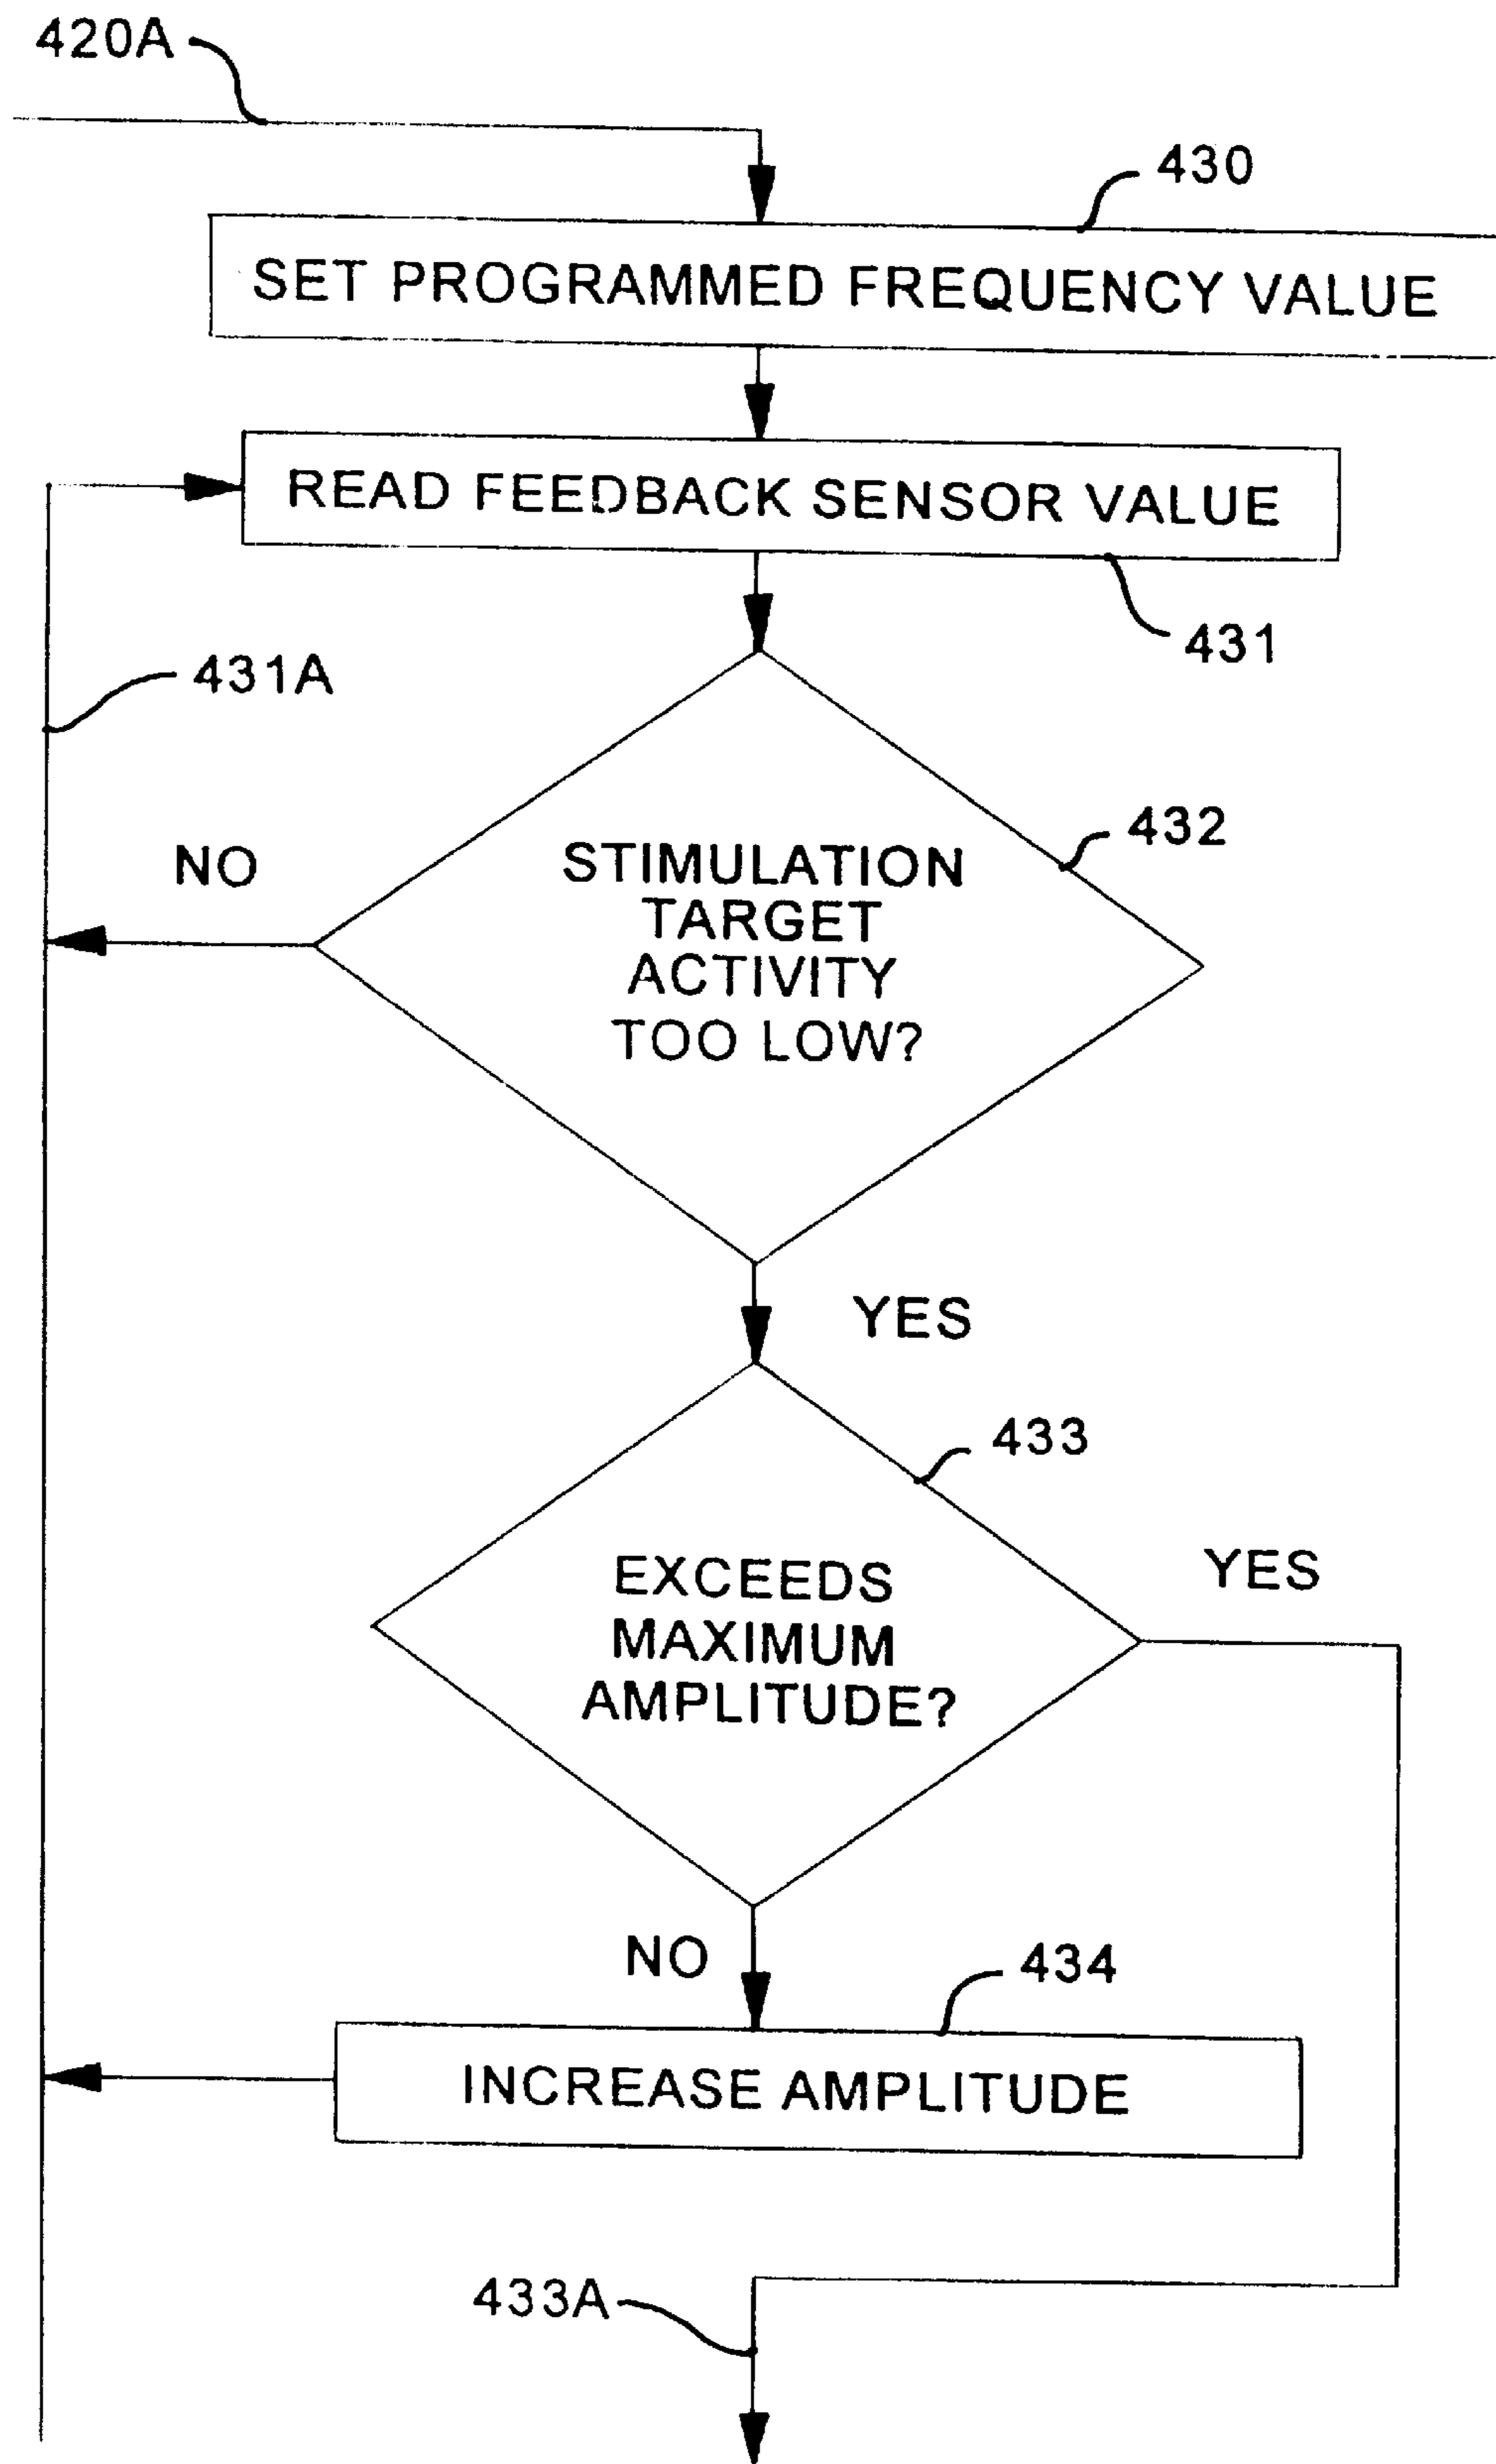 420A
430
SET PROGRAMMED FREQUENCY VALUE
READ FEEDBACK SENSOR VALUE
431
431A
432
NO
STIMULATION
TARGET
ACTIVITY
TOO LOW?
YES
433
EXCEEDS
MAXIMUM
AMPLITUDE?
YES
NO
434
INCREASE AMPLITUDE
433A